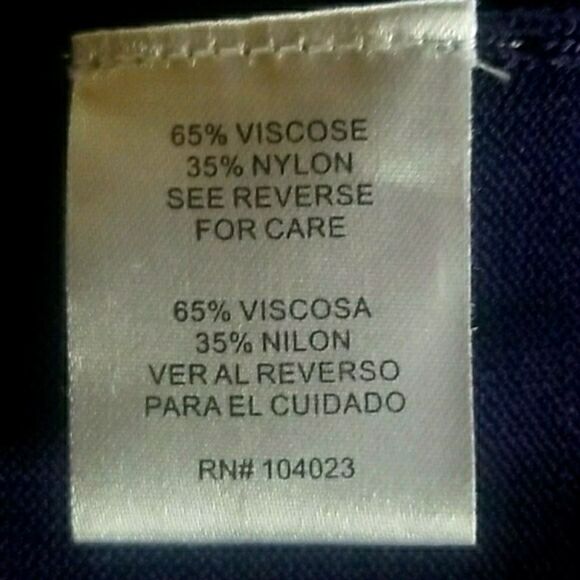 65% VISCOSE
35% NYLON
SEE REVERSE
FOR CARE
65% VISCOSA
35% NILON
VER AL REVERSO
PARA EL CUIDADO
RN# 104023